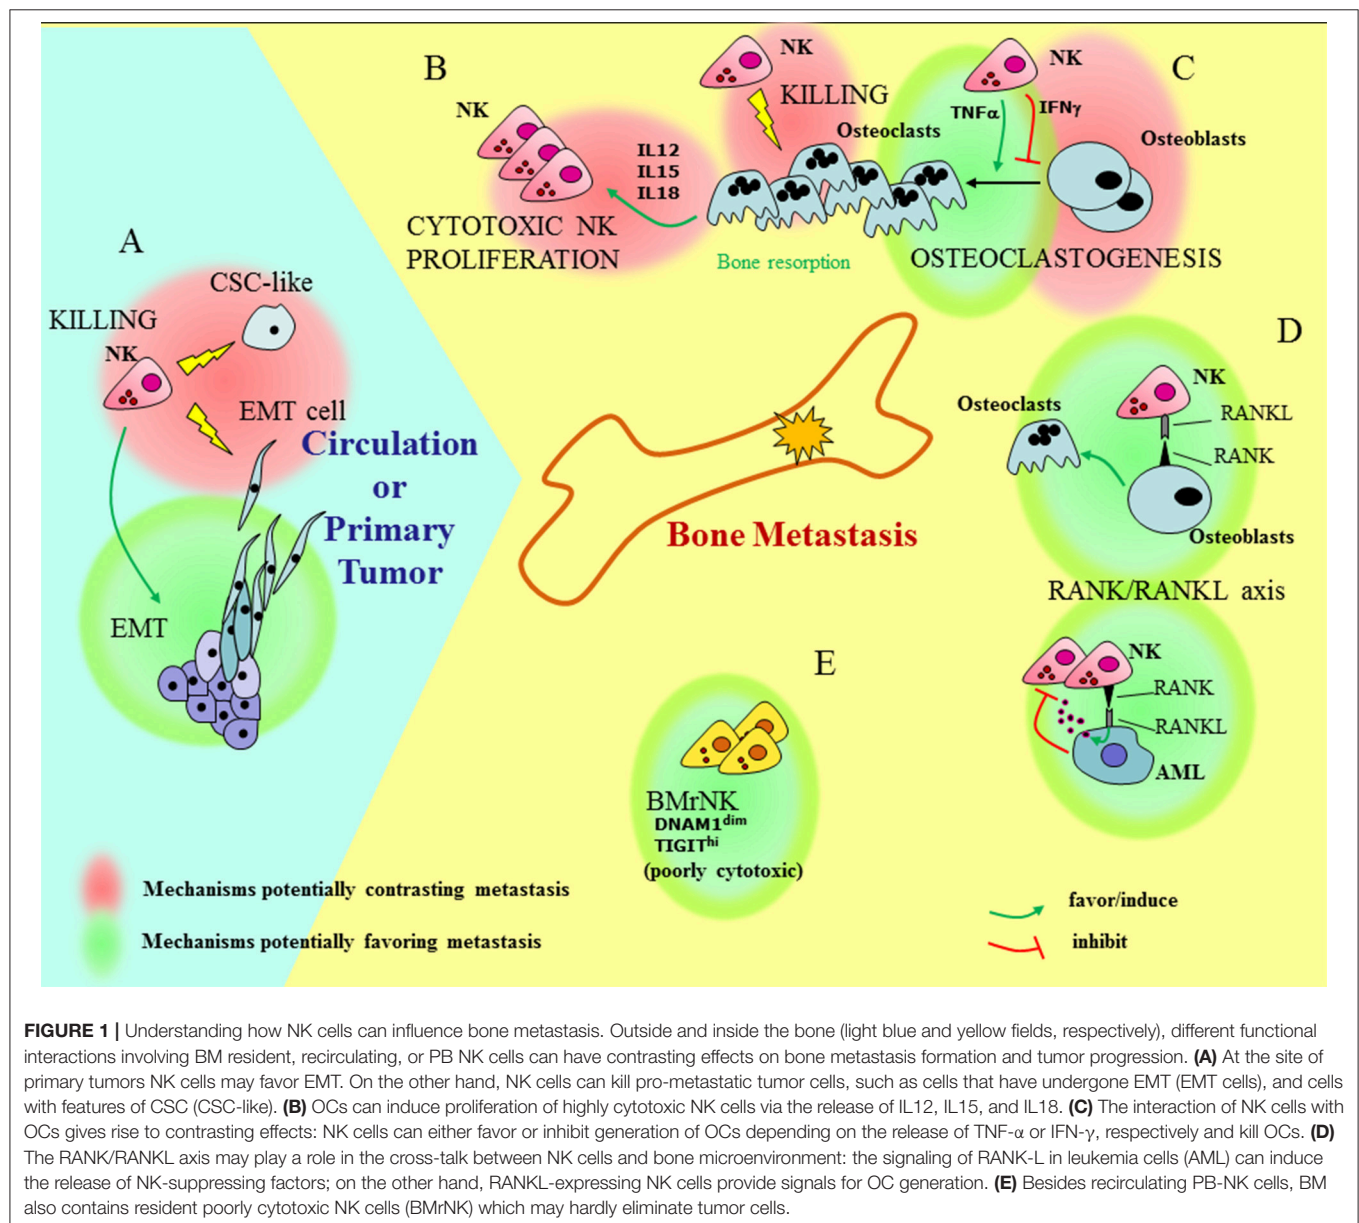 A
CSC-like
KILLING
NK
EMT cell
Circulation
or
Primary
Tumor
EMT
B
NK
IL12
IL15
IL18
CYTOTOXIC NK
PROLIFERATION
NK
KILLING
Osteoclasts
Bone resorption
C
NK
TNFα
IFNγ
Osteoblasts
OSTEOCLASTOGENESIS
D
NK
Osteoclasts
RANKL
RANK
Osteoblasts
RANK/RANKL axis
NK
RANK
RANKL
AML
Bone Metastasis
E
BMrNK
DNAM1dim
TIGIThi
(poorly cytotoxic)
Mechanisms potentially contrasting metastasis
Mechanisms potentially favoring metastasis
favor/induce
inhibit
FIGURE 1 | Understanding how NK cells can influence bone metastasis. Outside and inside the bone (light blue and yellow fields, respectively), different functional
interactions involving BM resident, recirculating, or PB NK cells can have contrasting effects on bone metastasis formation and tumor progression. (A) At the site of
primary tumors NK cells may favor EMT. On the other hand, NK cells can kill pro-metastatic tumor cells, such as cells that have undergone EMT (EMT cells), and cells
with features of CSC (CSC-like). (B) OCs can induce proliferation of highly cytotoxic NK cells via the release of IL12, IL15, and IL18. (C) The interaction of NK cells with
OCs gives rise to contrasting effects: NK cells can either favor or inhibit generation of OCs depending on the release of TNF-α or IFN-γ, respectively and kill OCs. (D)
The RANK/RANKL axis may play a role in the cross-talk between NK cells and bone microenvironment: the signaling of RANK-L in leukemia cells (AML) can induce
the release of NK-suppressing factors; on the other hand, RANKL-expressing NK cells provide signals for OC generation. (E) Besides recirculating PB-NK cells, BM
also contains resident poorly cytotoxic NK cells (BMrNK) which may hardly eliminate tumor cells.